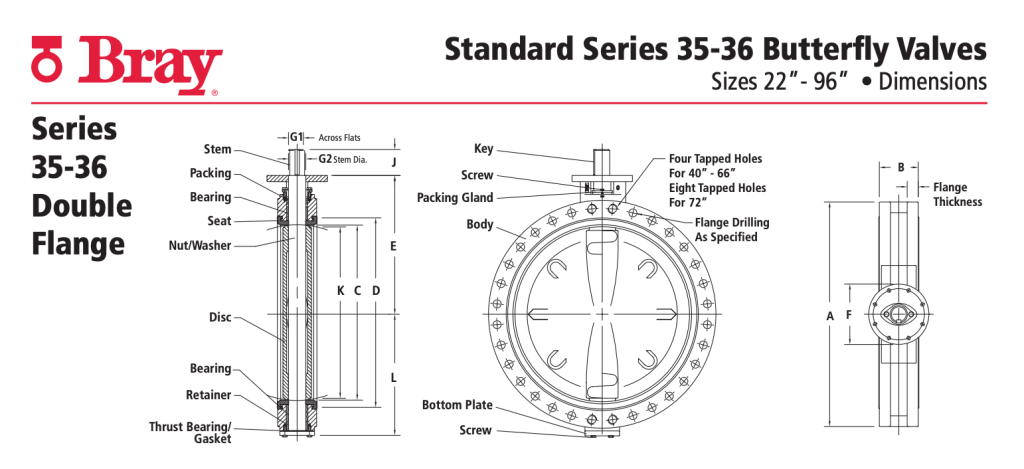 Bray®
Standard Series 35-36 Butterfly Valves
Sizes 22”- 96” • Dimensions
Series
35-36
Double
Flange
G1 Across Flats
G2 Stem Dia.
Stem
Packing
Bearing
Seat
Nut/Washer
Disc
Bearing
Retainer
Thrust Bearing/
Gasket
J
E
K C D
L
Key
Screw
Packing Gland
Body
Bottom Plate
Screw
Four Tapped Holes
For 40” - 66”
Eight Tapped Holes
For 72”
Flange Drilling
As Specified
B
Flange
Thickness
A F